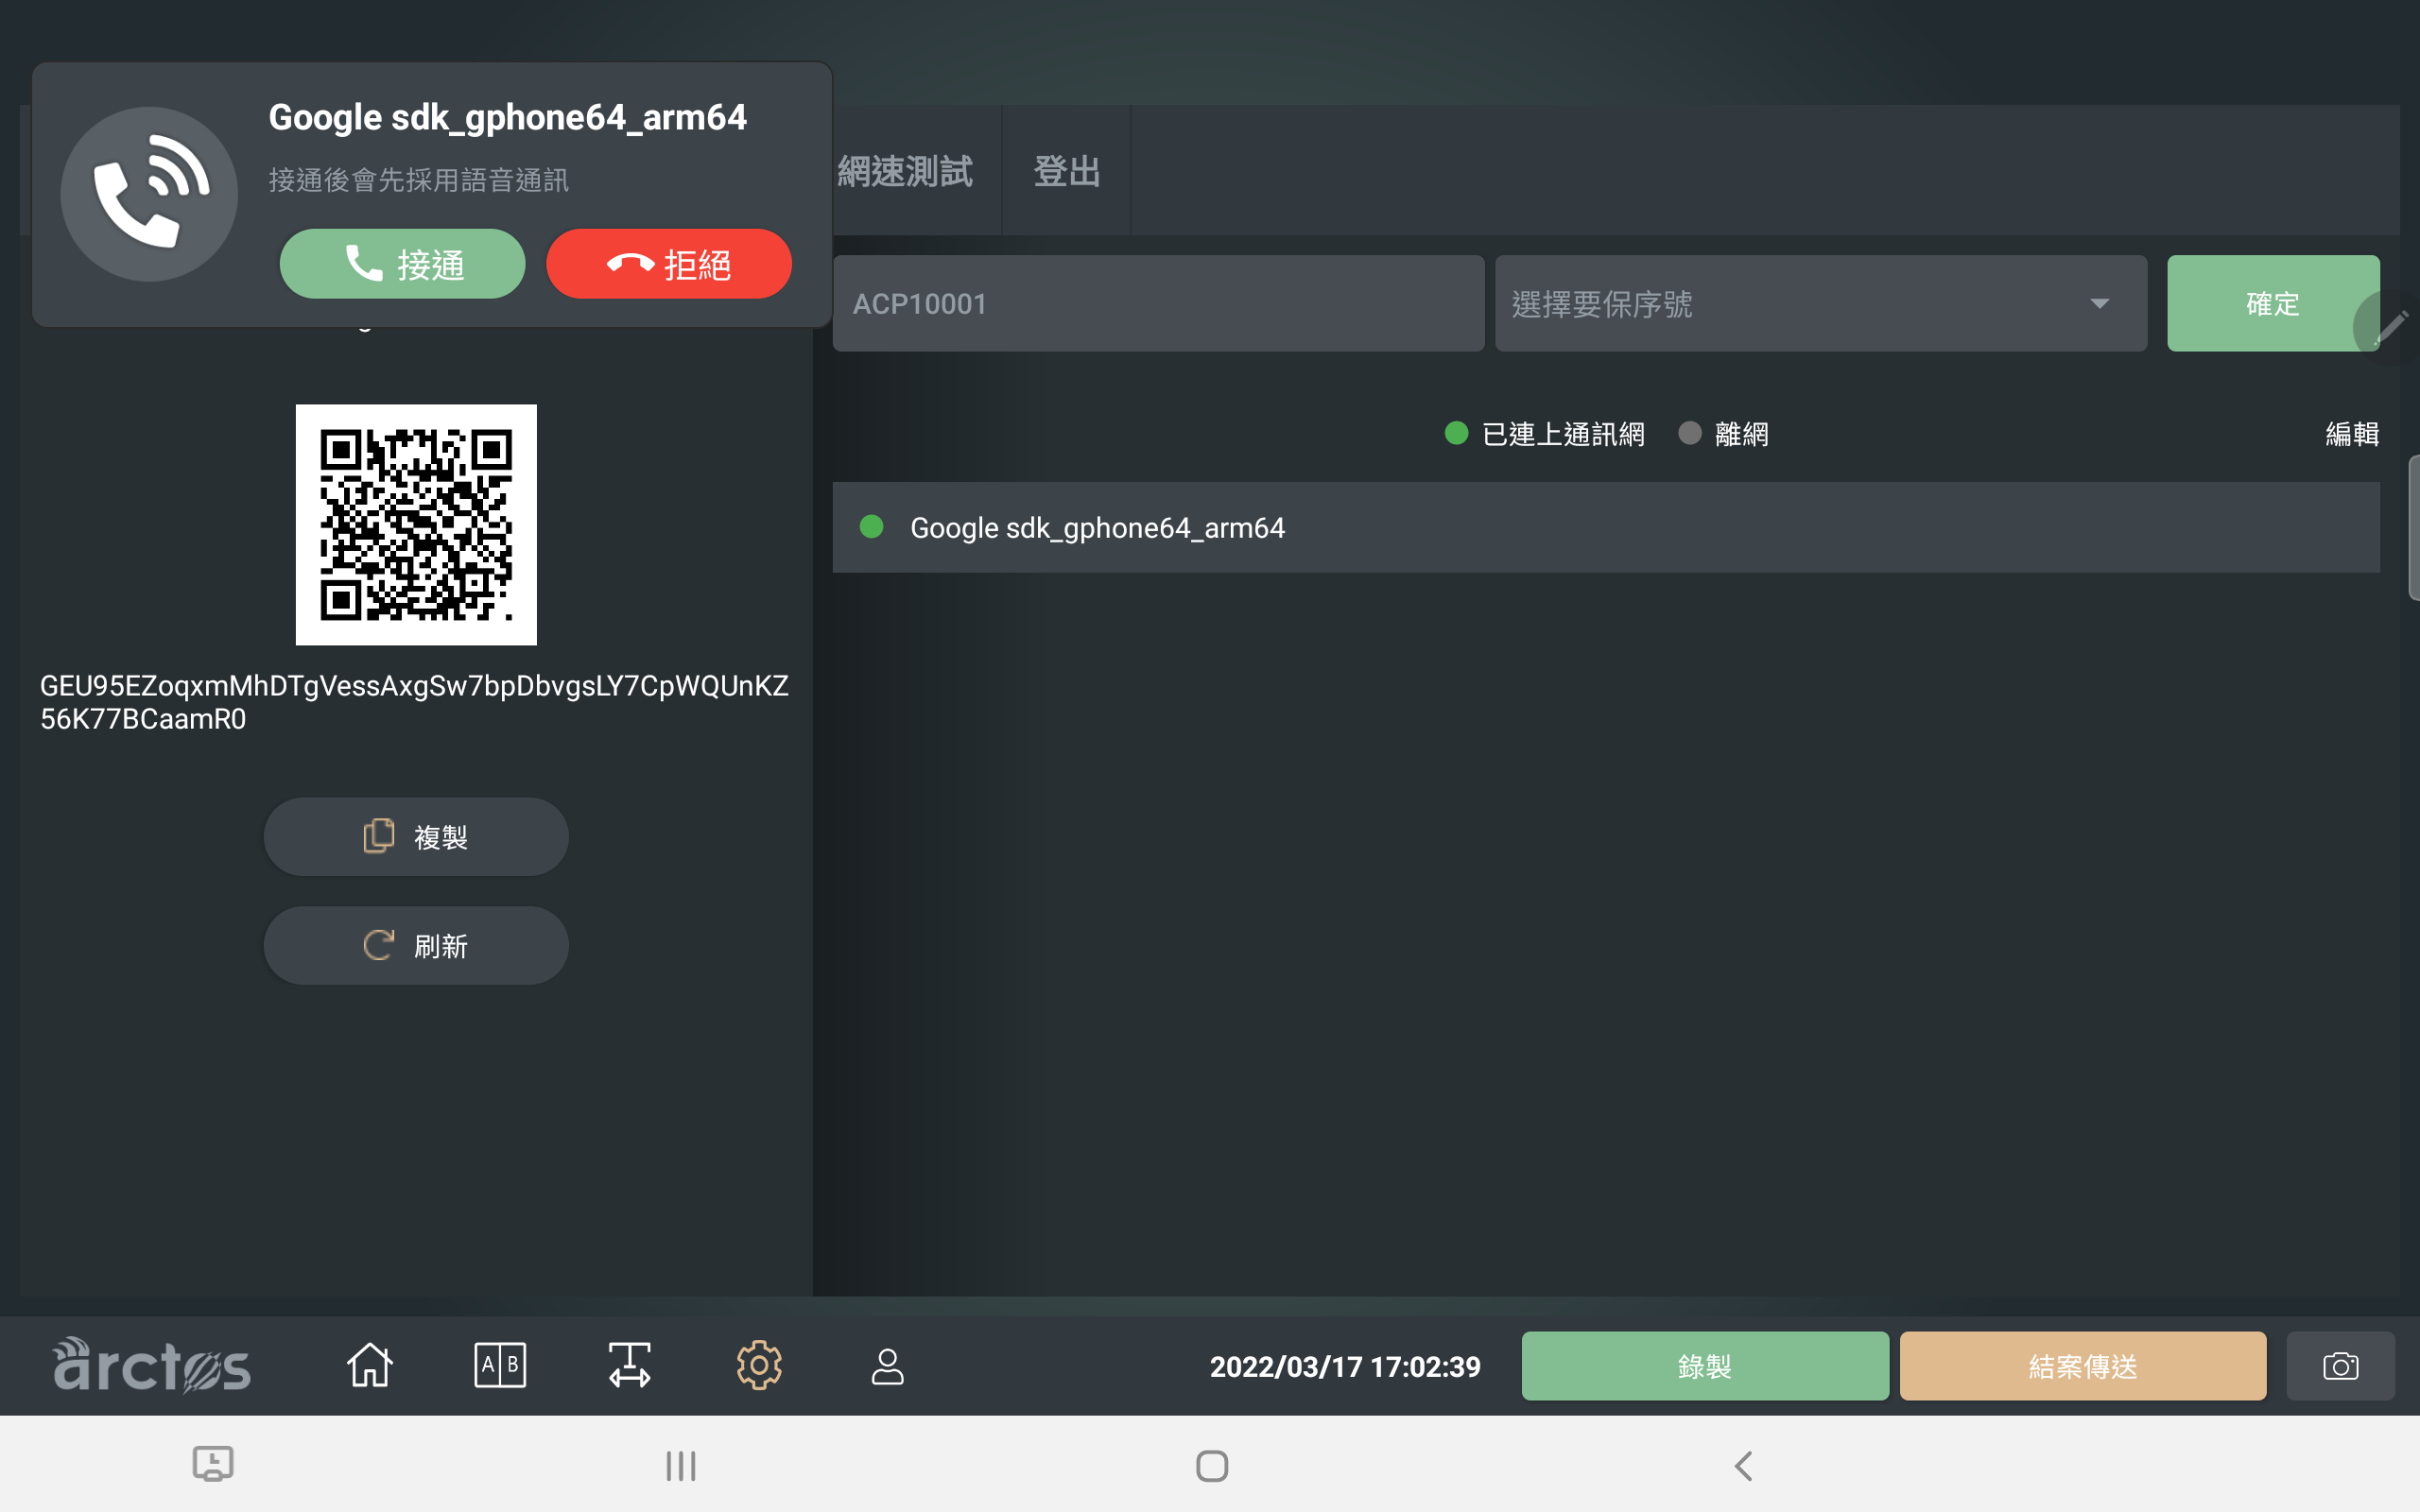 Google sdk_gphone64_arm64
接通後會先採用語音通訊
接通
拒絕
網速測試
登出
ACP10001
選擇要保序號
確定
已連上通訊網
離網
編輯
Google sdk_gphone64_arm64
GEU95EZoqxmMhDTgVessAxgSw7bpDbvgsLY7CpWQUnKZ
56K77BCaamR0
複製
刷新
arctos
A B
2022/03/17 17:02:39
錄製
結案傳送